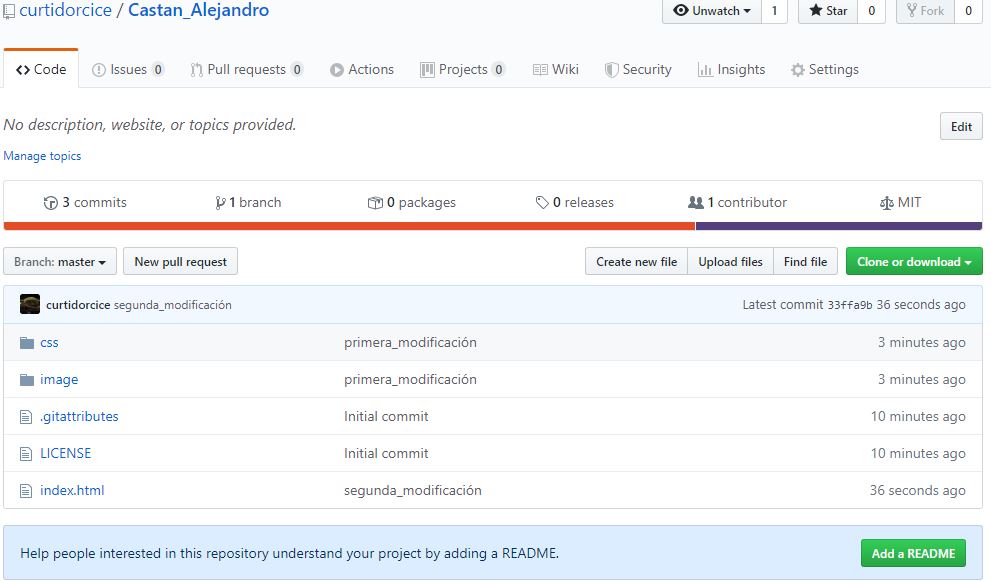 curtidorcice / Castan_Alejandro
Unwatch 1 Star 0 Fork 0
Code Issues 0 Pull requests 0 Actions Projects 0 Wiki Security Insights Settings
No description, website, or topics provided.
Edit
Manage topics
3 commits 1 branch 0 packages 0 releases 1 contributor MIT
Branch: master New pull request Create new file Upload files Find file Clone or download
curtidorcice segunda_modificación Latest commit 33ffa9b 36 seconds ago
css primera_modificación 3 minutes ago
image primera_modificación 3 minutes ago
.gitattributes Initial commit 10 minutes ago
LICENSE Initial commit 10 minutes ago
index.html segunda_modificación 36 seconds ago
Help people interested in this repository understand your project by adding a README. Add a README